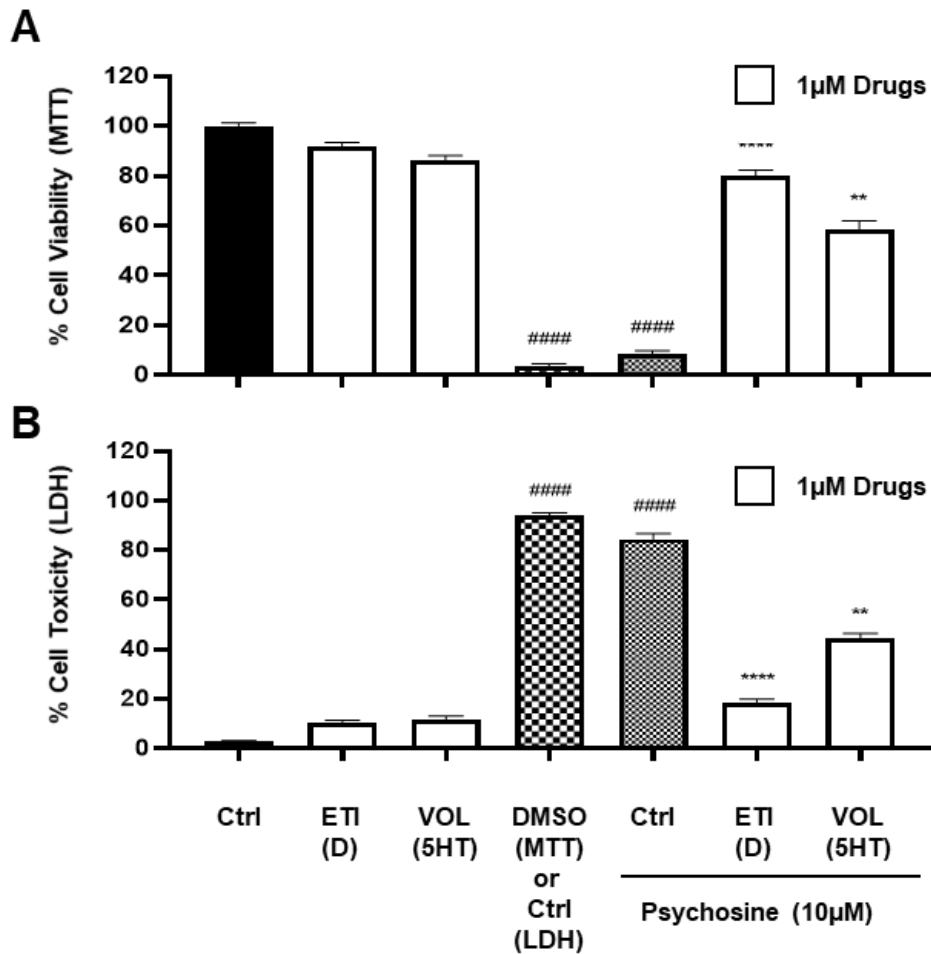 A
% Cell Viability (MTT)
120
100
80
60
40
20
0
1µM Drugs
####
####
****
**
B
% Cell Toxicity (LDH)
120
100
80
60
40
20
0
1µM Drugs
####
####
****
**
Ctrl
ETI
(D)
VOL
(5HT)
DMSO
(MTT)
or
Ctrl
(LDH)
Ctrl
ETI
(D)
VOL
(5HT)
Psychosine (10µM)